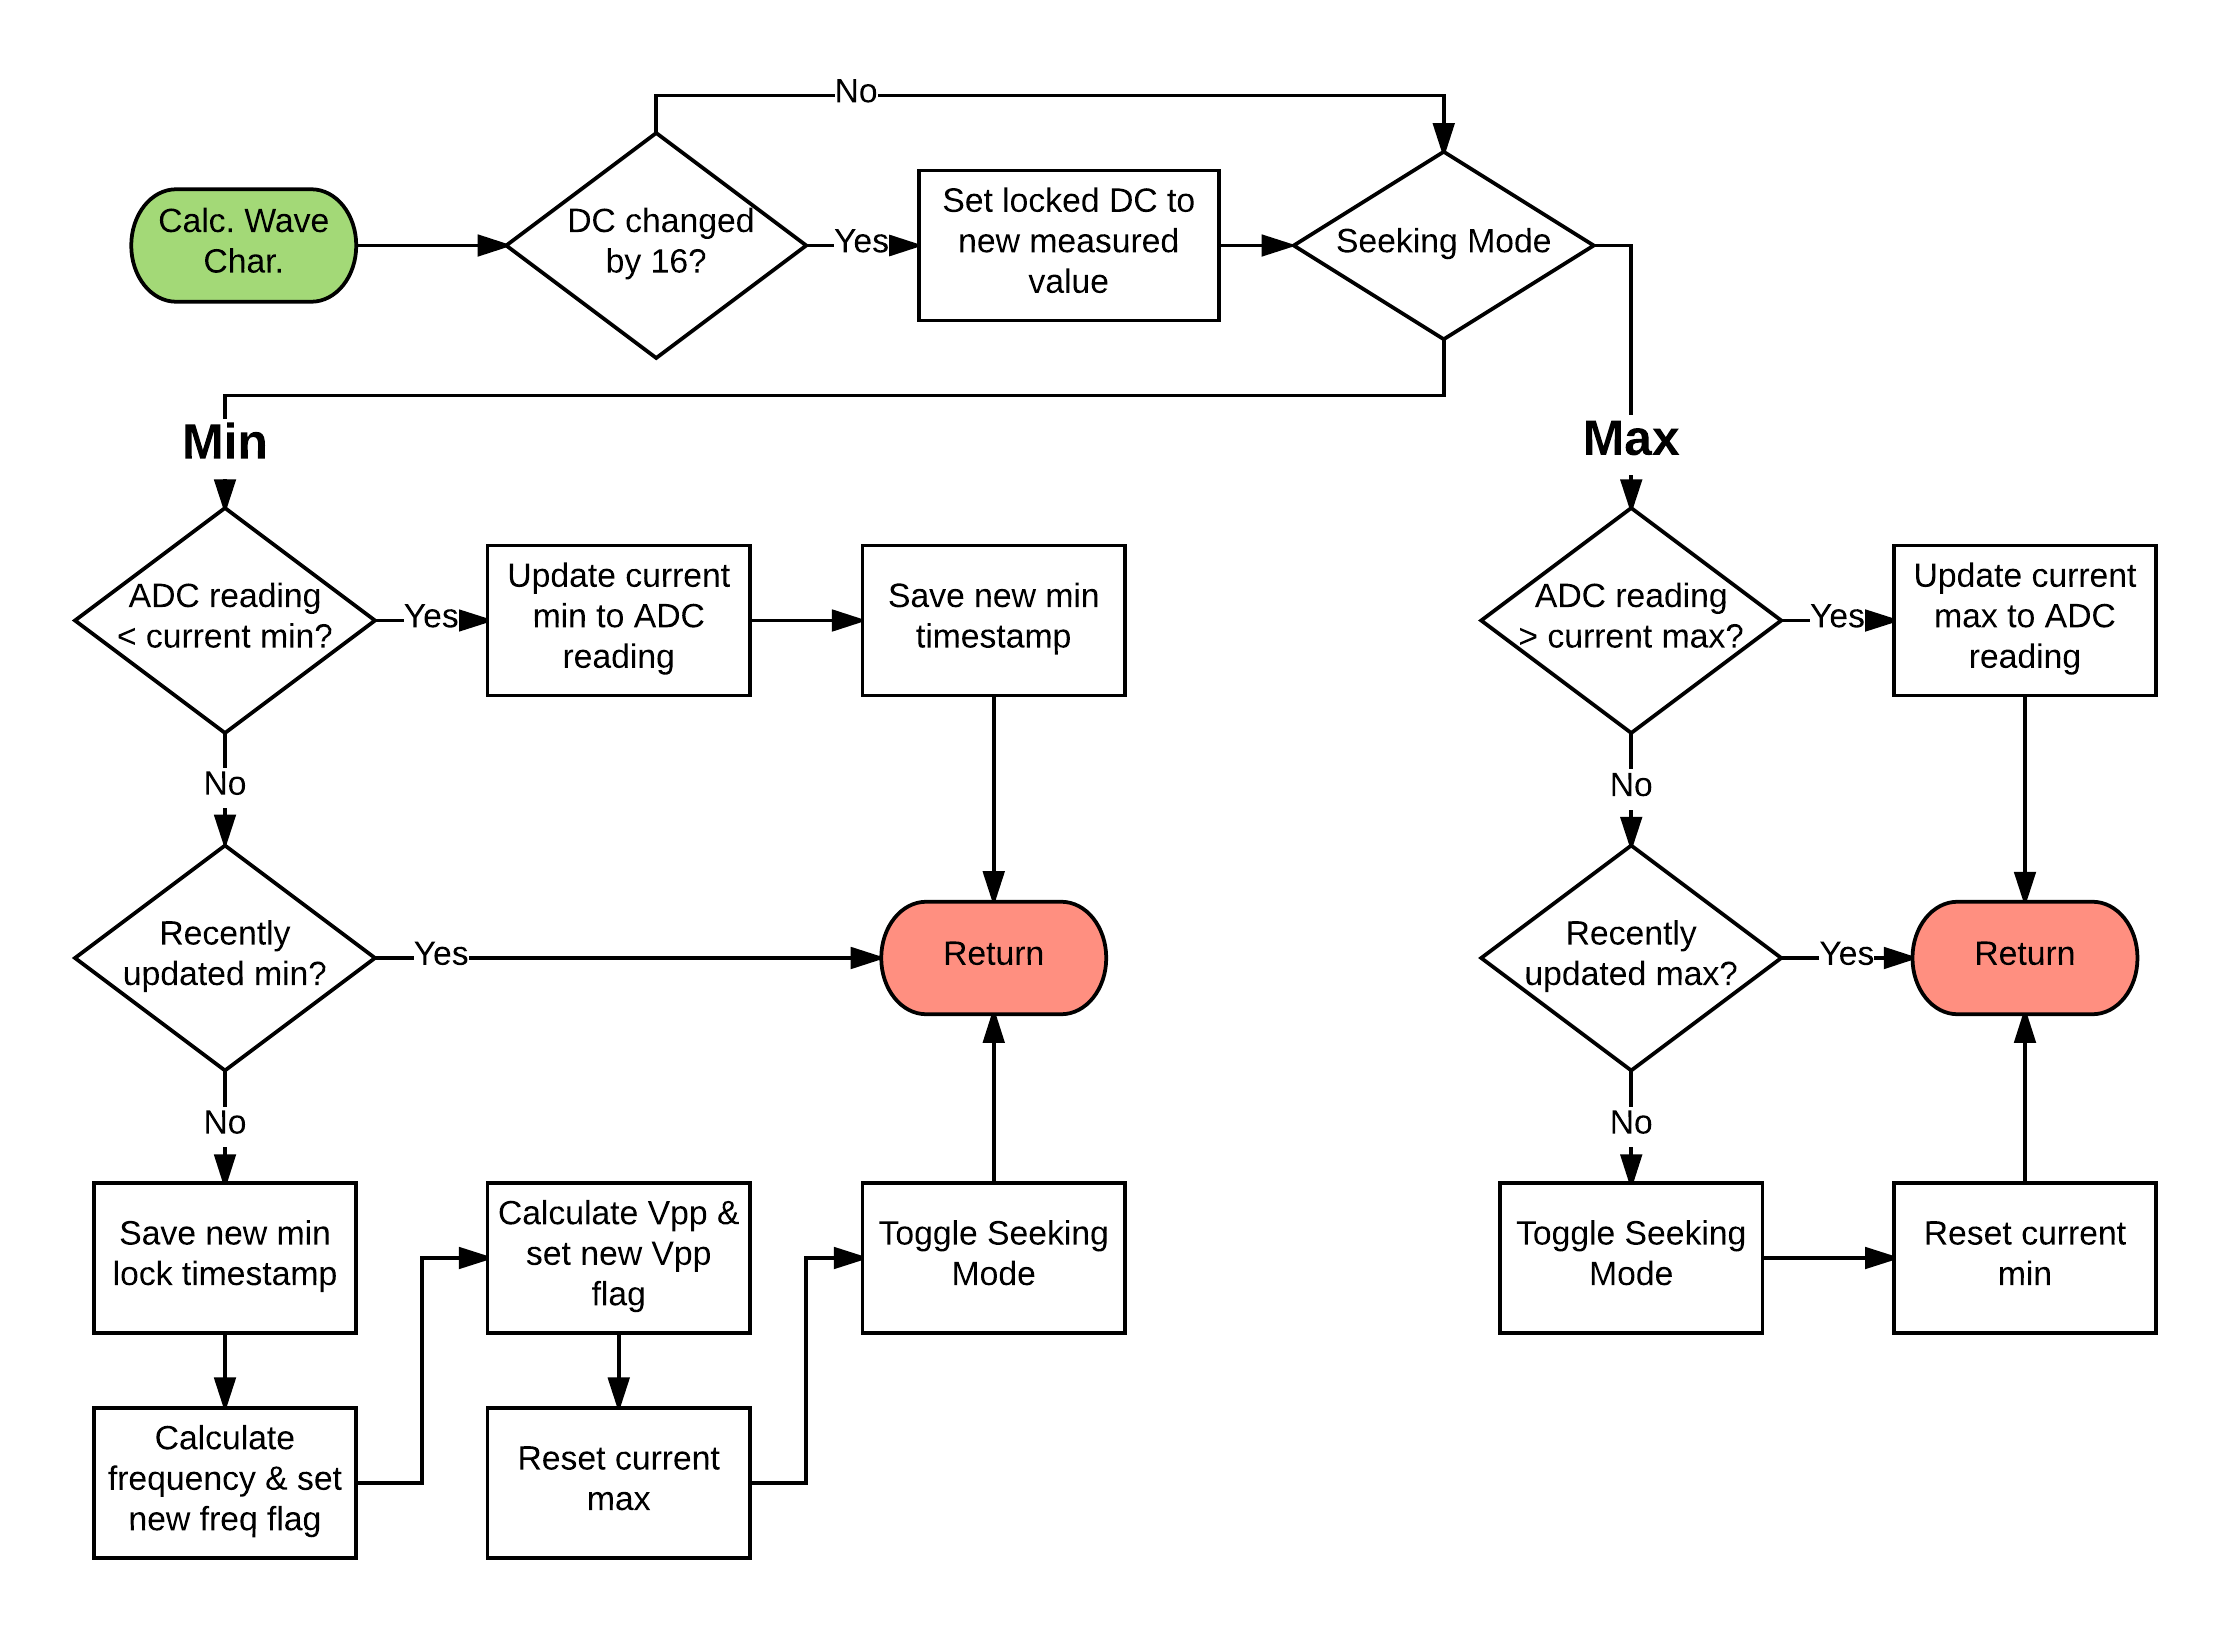 No
Calc. Wave
Char.
DC changed
by 16?
Yes
Set locked DC to
new measured
value
Seeking Mode
Min
Max
ADC reading
< current min?
Yes
Update current
min to ADC
reading
Save new min
timestamp
ADC reading
> current max?
Yes
Update current
max to ADC
reading
No
No
Recently
updated min?
Yes
Return
Recently
updated max?
Yes
Return
No
No
Save new min
lock timestamp
Calculate Vpp &
set new Vpp
flag
Toggle Seeking
Mode
Toggle Seeking
Mode
Reset current
min
Calculate
frequency & set
new freq flag
Reset current
max